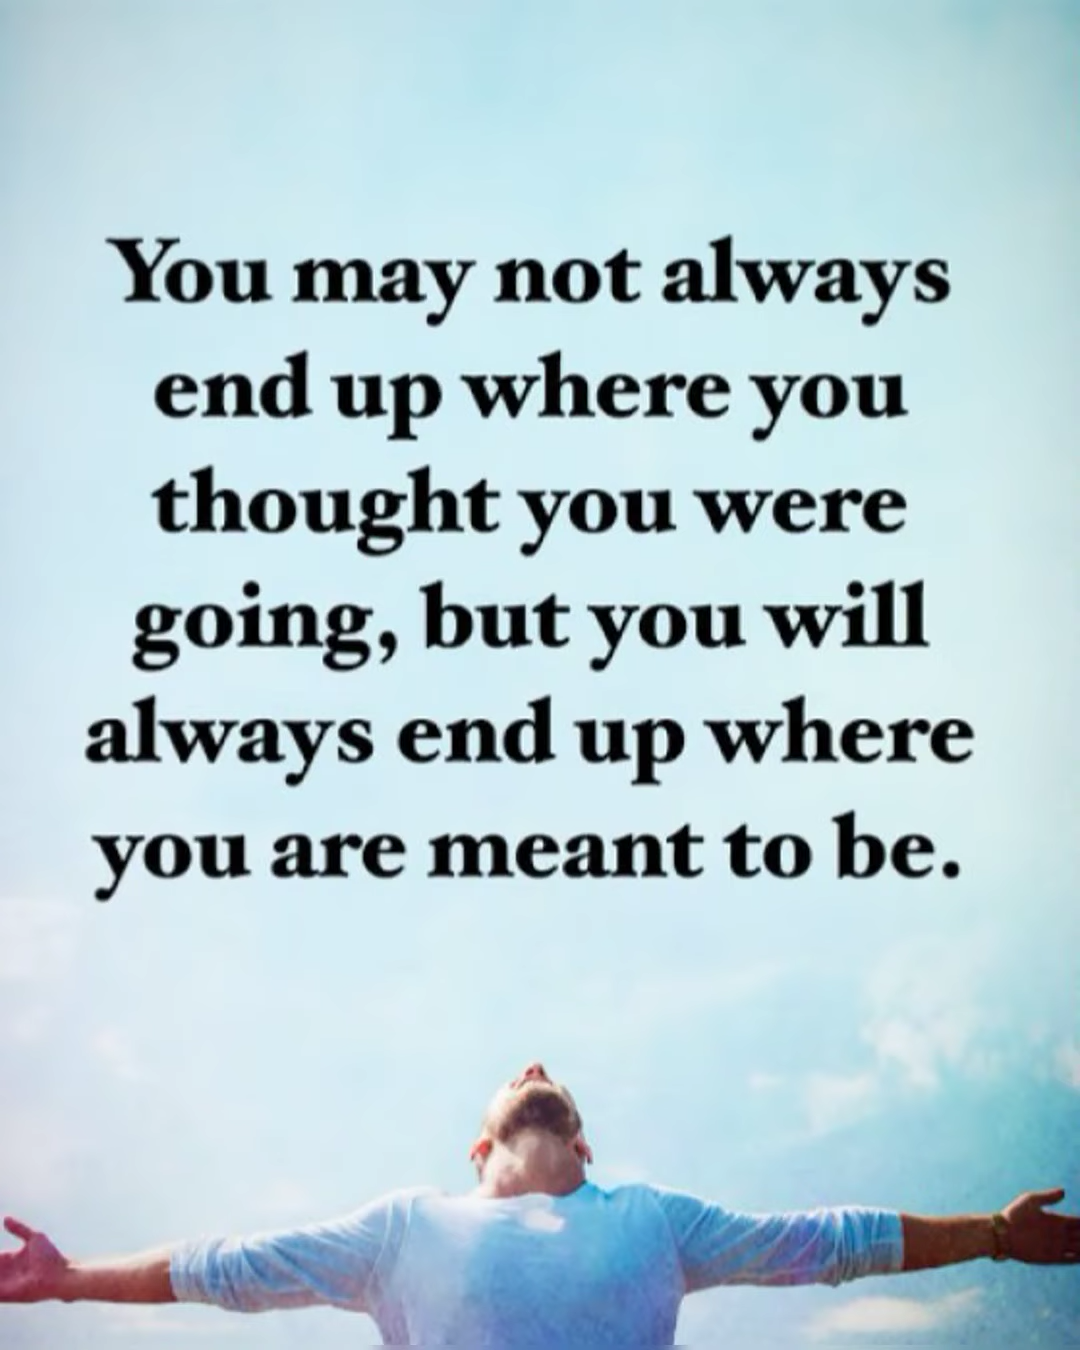 You may not always
end up where you
thought you were
going, but you will
always end up where
you are meant to be.